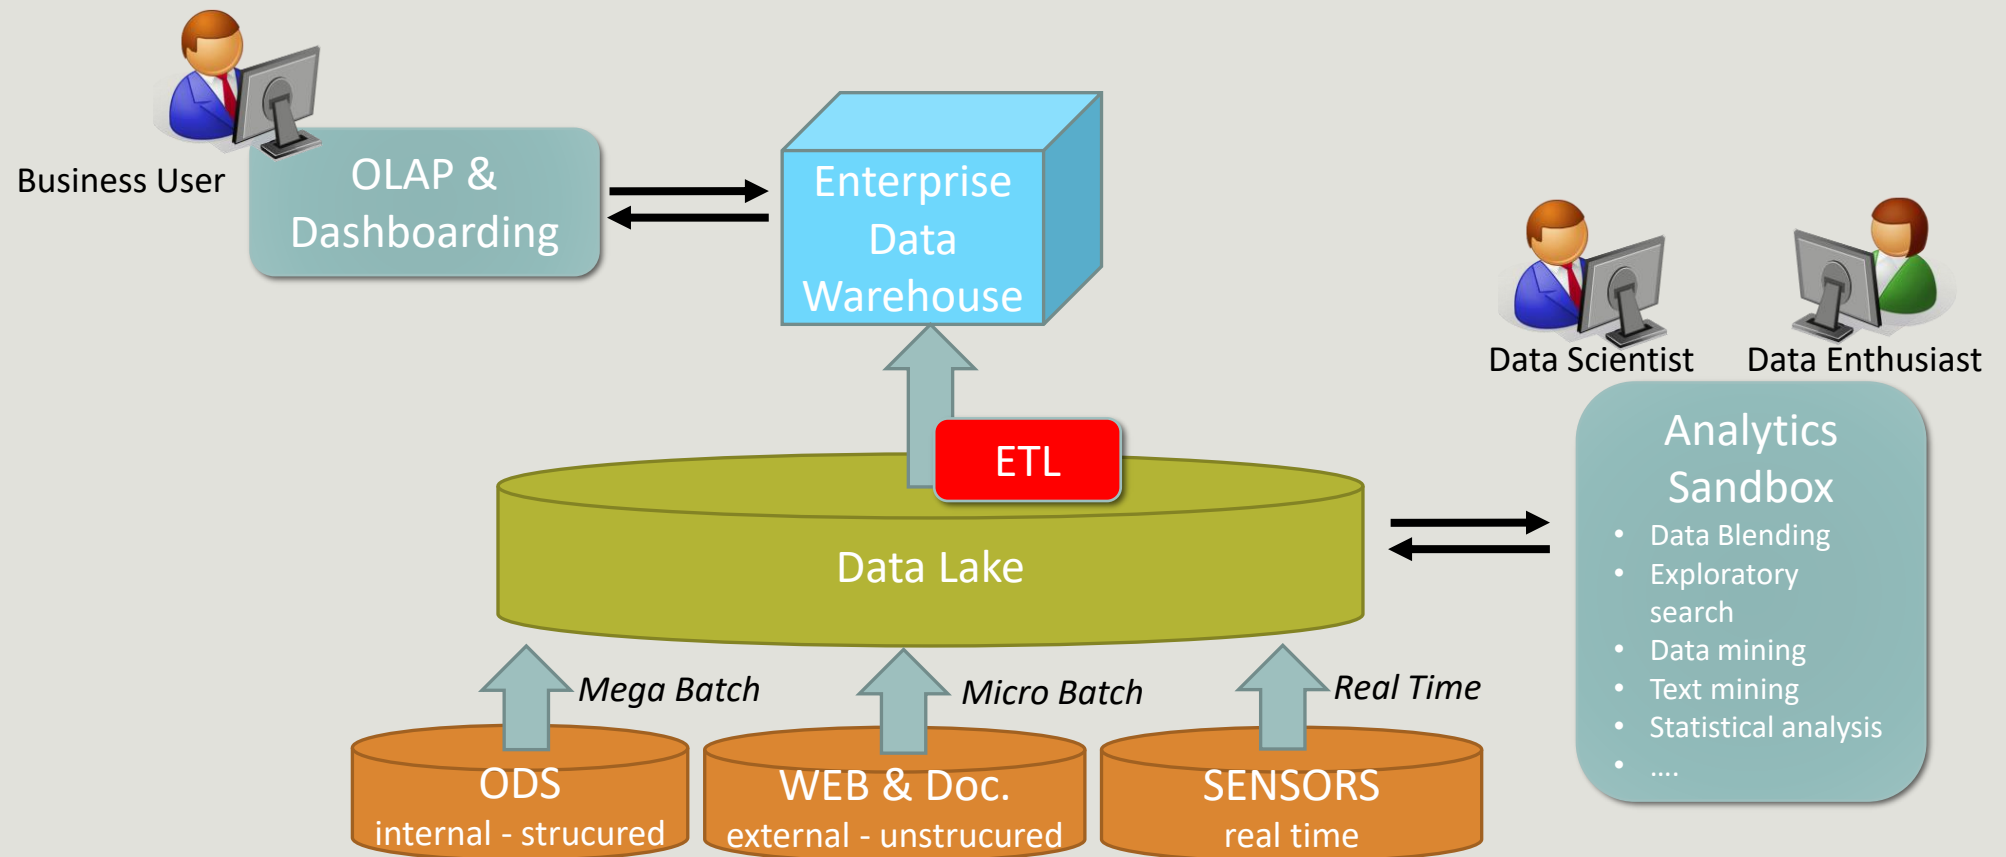 Business User
OLAP &
Dashboarding
Enterprise
Data
Warehouse
Data Scientist
Data Enthusiast
ETL
Data Lake
Analytics
Sandbox
• Data Blending
• Exploratory
search
• Data mining
• Text mining
• Statistical analysis
• ....
Mega Batch
Micro Batch
Real Time
ODS
internal - strucured
WEB & Doc.
external - unstrucured
SENSORS
real time